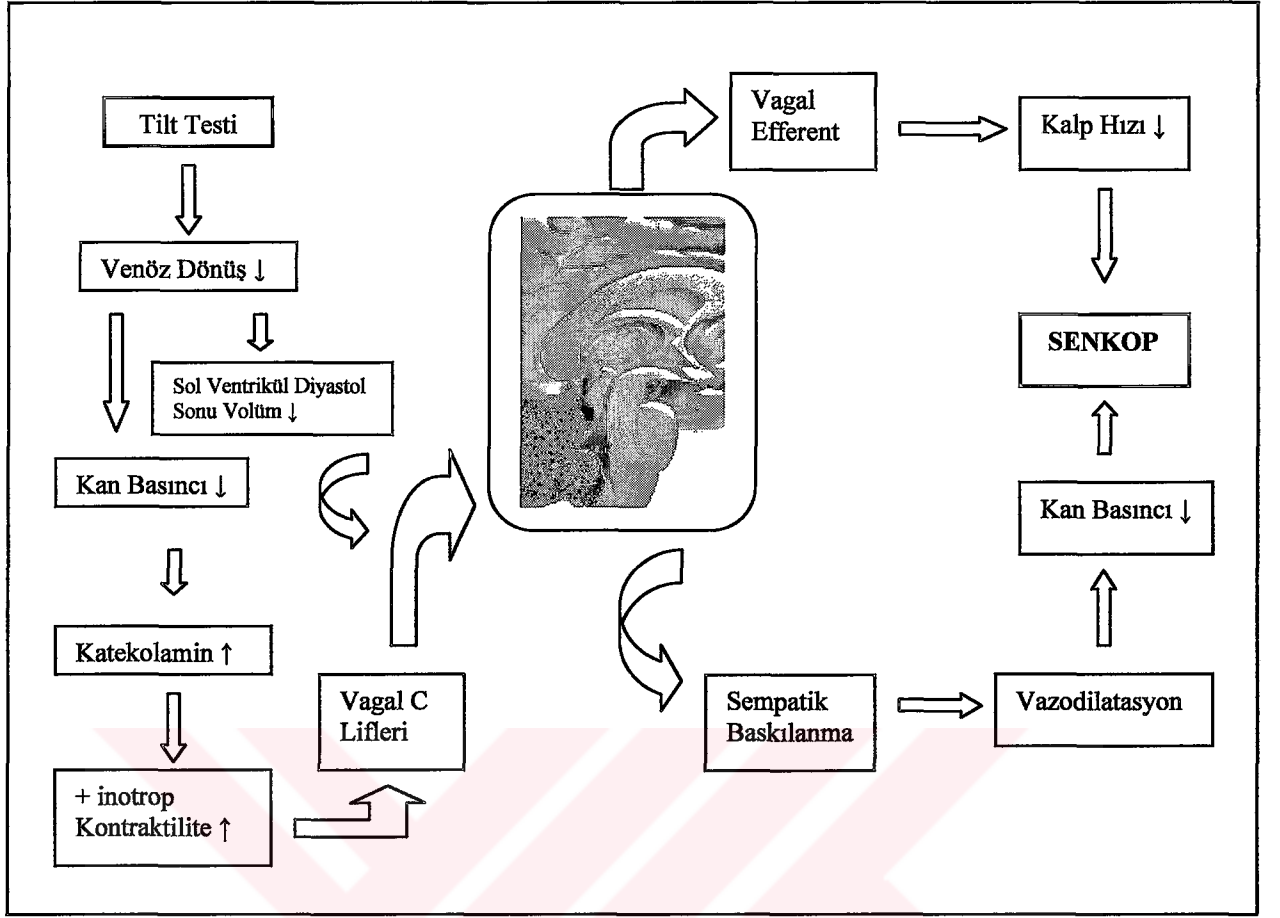 Tilt Testi
Venöz Dönüş ↓
Sol Ventrikül Diyastol
Sonu Volüm ↓
Kan Basıncı ↓
Katekolamin ↑
+ inotrop
Kontraktilite ↑
Vagal C
Lifleri
Vagal
Efferent
Kalp Hızı ↓
SENKOP
Kan Basıncı ↓
Vazodilatasyon
Sempatik
Baskılanma